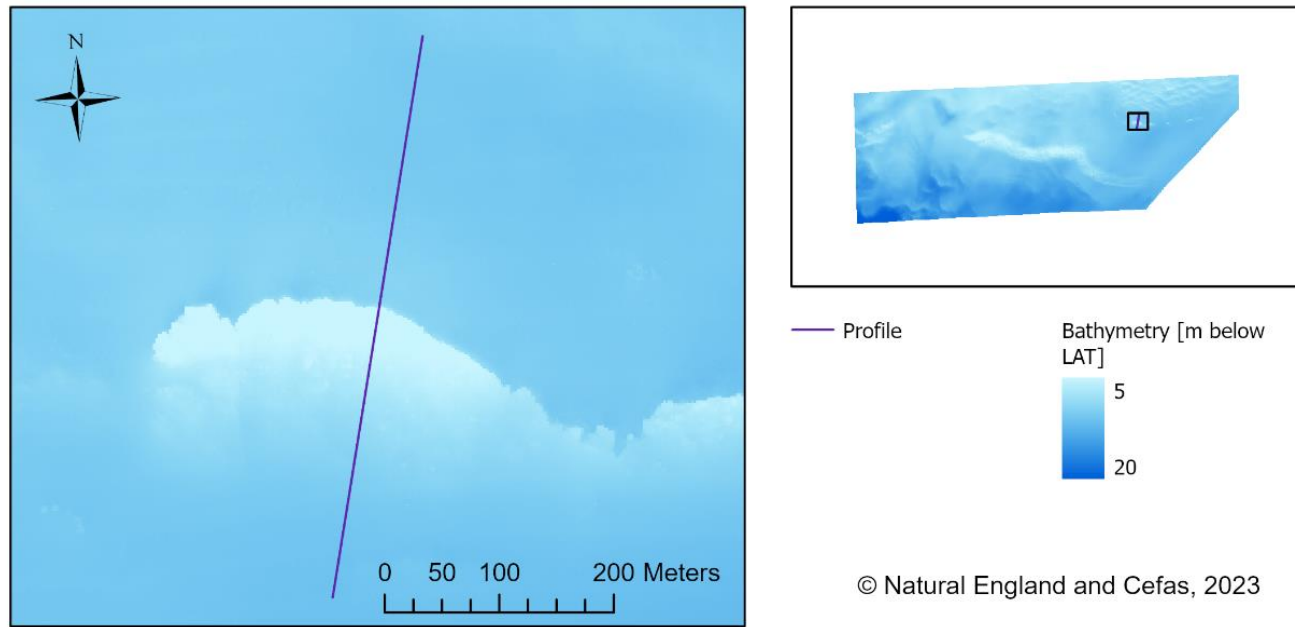 N
0 50 100 200 Meters
Profile
Bathymetry [m below
LAT]
5
20
© Natural England and Cefas, 2023